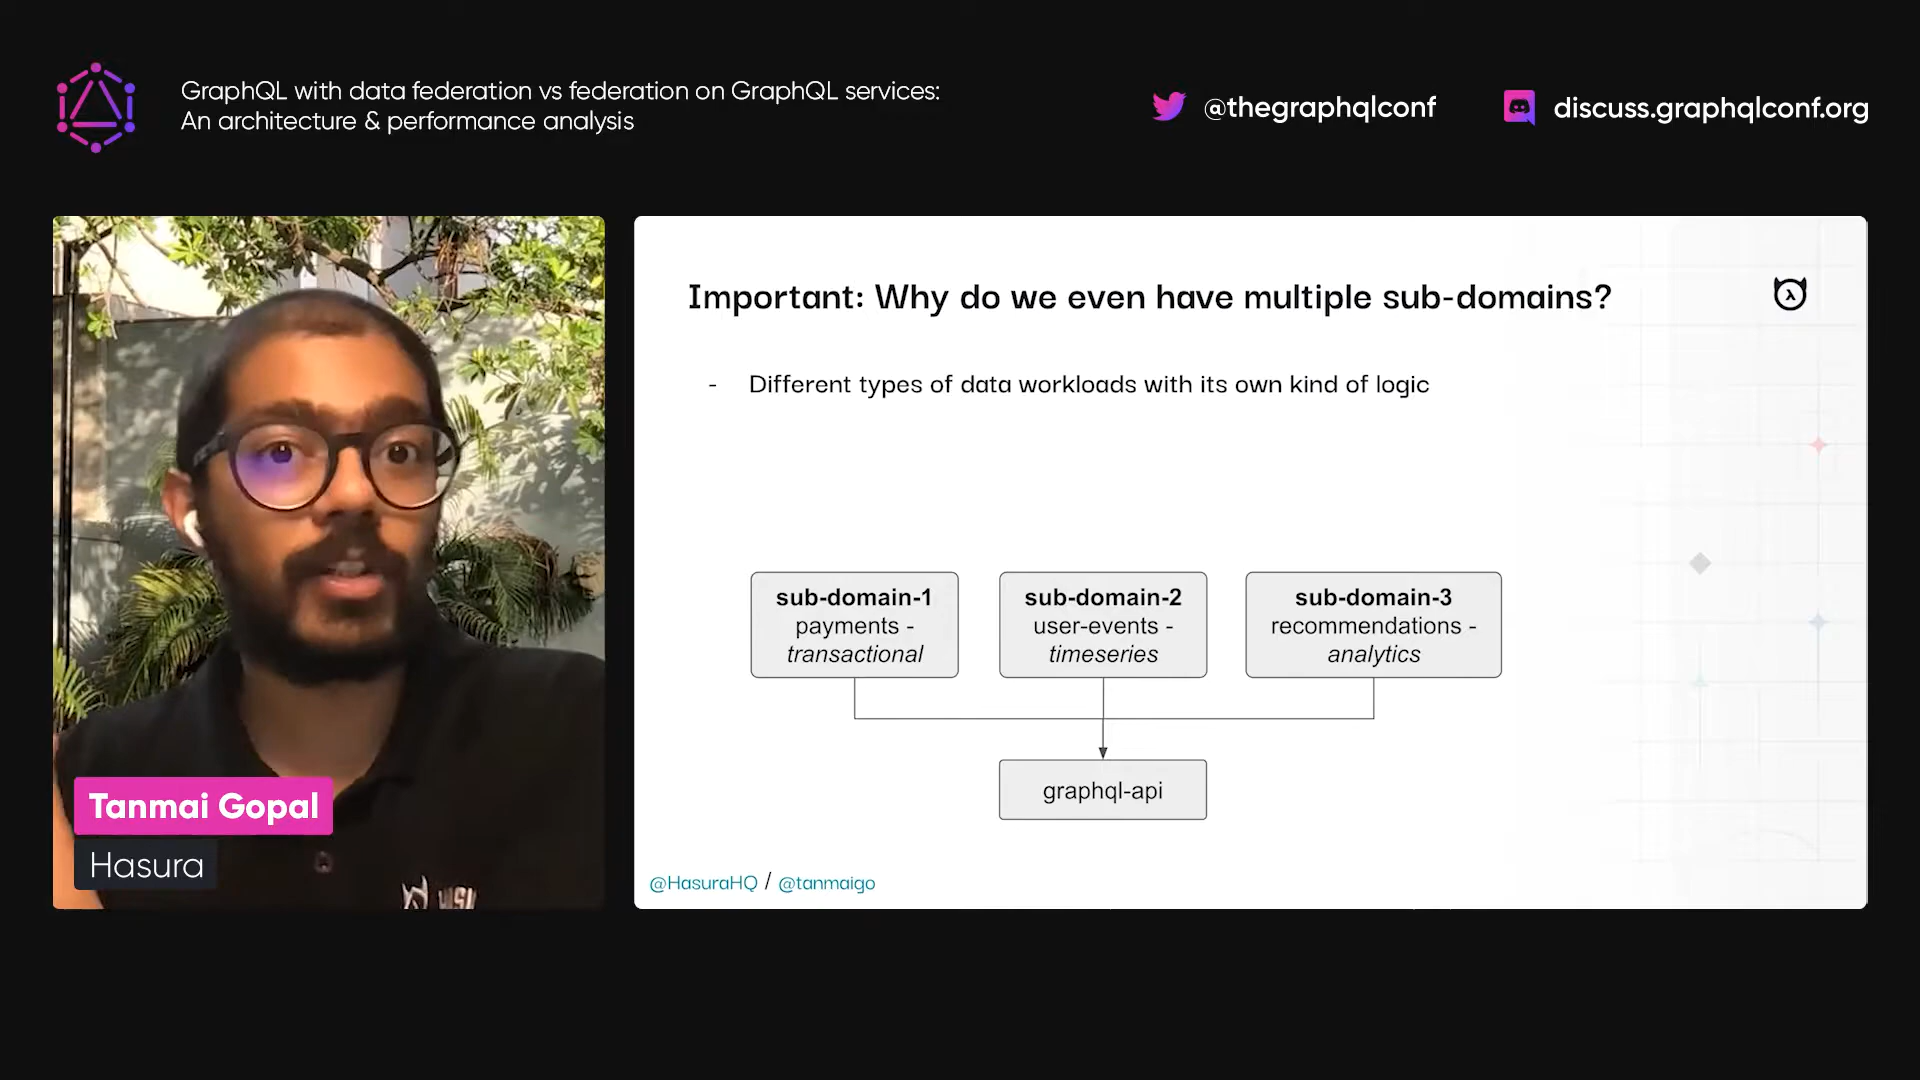 GraphQL with data federation vs federation on GraphQL services:
An architecture & performance analysis
@thegraphqlconf
discuss.graphqlconf.org
Important: Why do we even have multiple sub-domains?
- Different types of data workloads with its own kind of logic
sub-domain-1
payments -
transactional
sub-domain-2
user-events -
timeseries
sub-domain-3
recommendations -
analytics
graphql-api
@HasuraHQ / @tanmaigo
Tanmai Gopal
Hasura